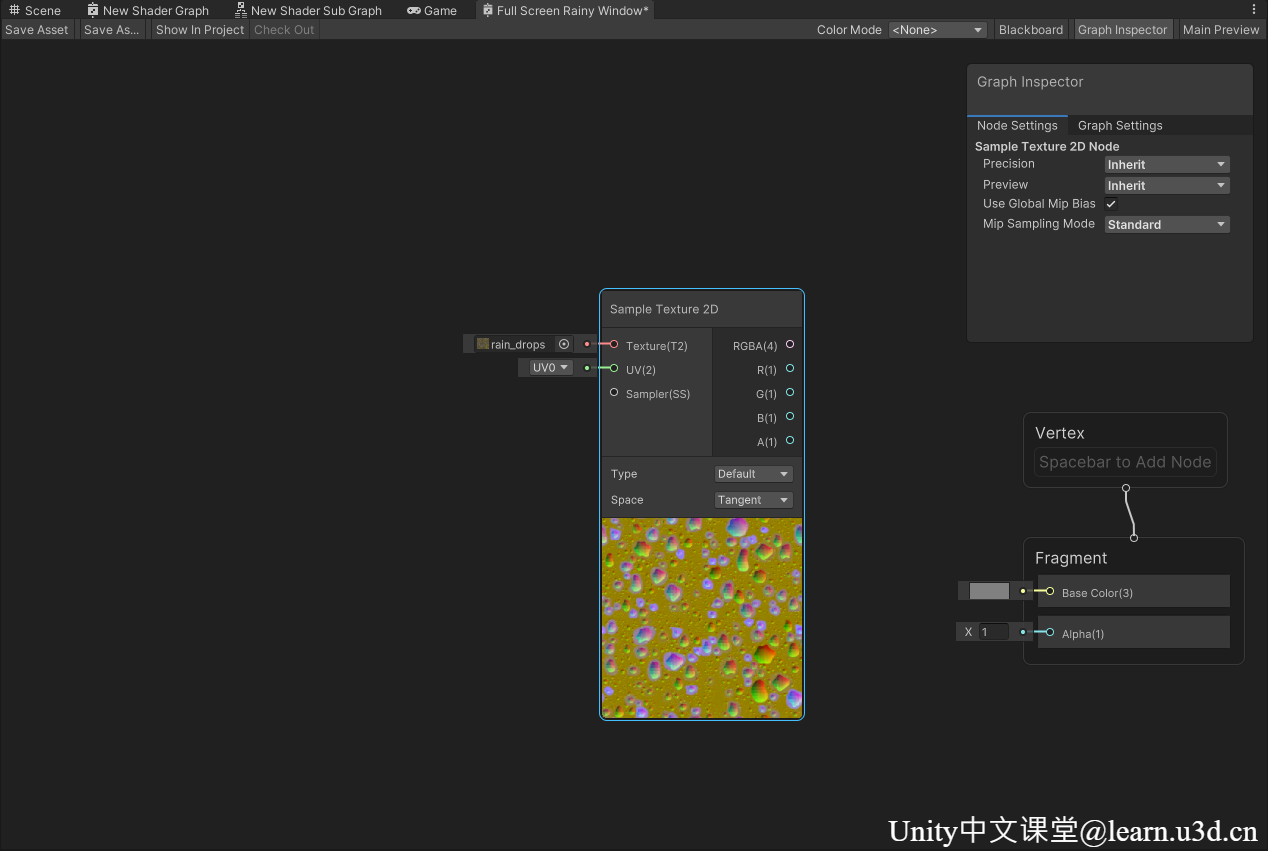 Scene New Shader Graph New Shader Sub Graph Game Full Screen Rainy Window*
Save Asset Save As... Show In Project Check Out Color Mode <None> Blackboard Graph Inspector Main Preview
Graph Inspector
Node Settings Graph Settings
Sample Texture 2D Node
Precision Inherit
Preview Inherit
Use Global Mip Bias
Mip Sampling Mode Standard
Sample Texture 2D
rain_drops Texture(T2) RGBA(4)
UV0 UV(2) R(1)
Sampler(SS) G(1)
B(1)
A(1)
Type Default
Space Tangent
Vertex
Spacebar to Add Node
Fragment
Base Color(3)
X 1 Alpha(1)
Unity中文课堂@learn.u3d.cn